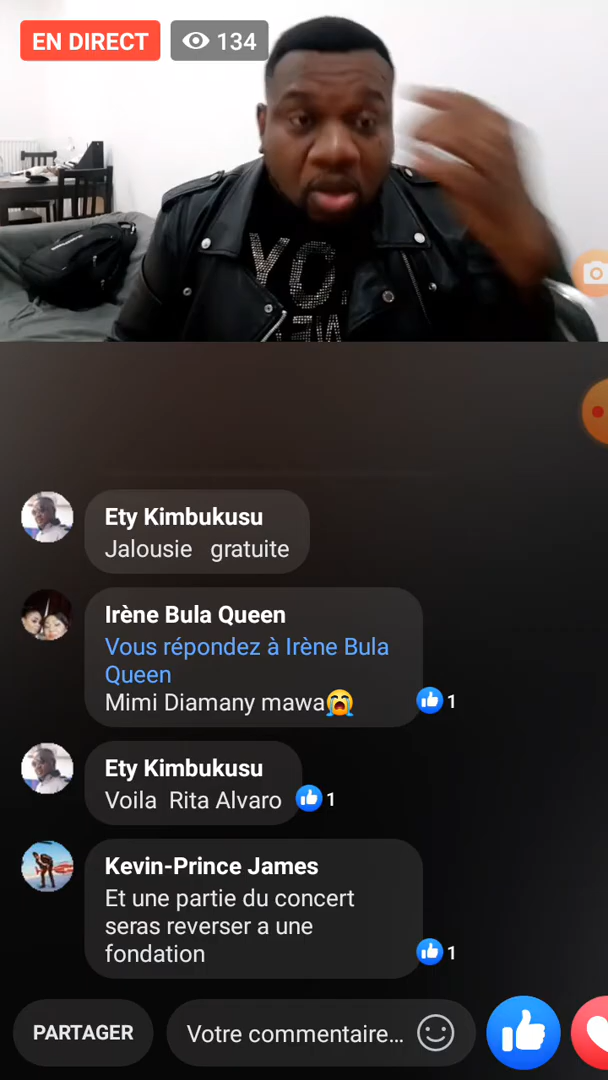 EN DIRECT
134
YO
Ety Kimbukusu
Jalousie gratuite
Irène Bula Queen
Vous répondez à Irène Bula
Queen
Mimi Diamany mawa😭
1
Ety Kimbukusu
Voila Rita Alvaro
1
Kevin-Prince James
Et une partie du concert
seras reverser a une
fondation
1
PARTAGER
Votre commentaire...